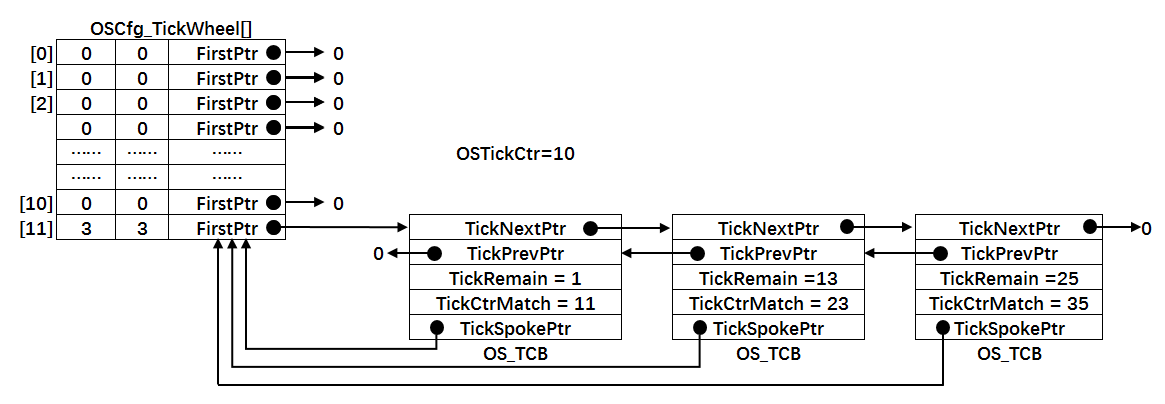 OSCfg_TickWheel[]
[0] 0 0 FirstPtr 0
[1] 0 0 FirstPtr 0
[2] 0 0 FirstPtr 0
0 0 FirstPtr 0
...... ...... ......
OSTickCtr=10
...... ...... ......
[10] 0 0 FirstPtr 0
[11] 3 3 FirstPtr
TickNextPtr TickNextPtr TickNextPtr 0
0 TickPrevPtr TickPrevPtr TickPrevPtr
TickRemain = 1 TickRemain =13 TickRemain =25
TickCtrMatch = 11 TickCtrMatch = 23 TickCtrMatch = 35
TickSpokePtr TickSpokePtr TickSpokePtr
OS_TCB OS_TCB OS_TCB